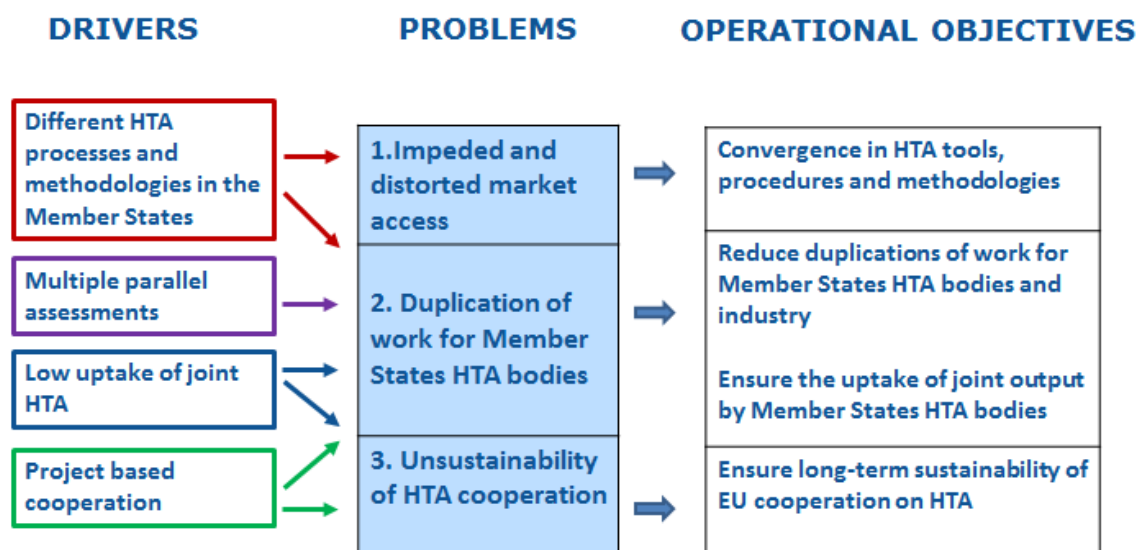 DRIVERS
PROBLEMS
OPERATIONAL OBJECTIVES
Different HTA
processes and
methodologies in the
Member States
Multiple parallel
assessments
Low uptake of joint
HTA
Project based
cooperation
1.Impeded and
distorted market
access
2. Duplication of
work for Member
States HTA bodies
3. Unsustainability
of HTA cooperation
Convergence in HTA tools,
procedures and methodologies
Reduce duplications of work for
Member States HTA bodies and
industry
Ensure the uptake of joint output
by Member States HTA bodies
Ensure long-term sustainability of
EU cooperation on HTA